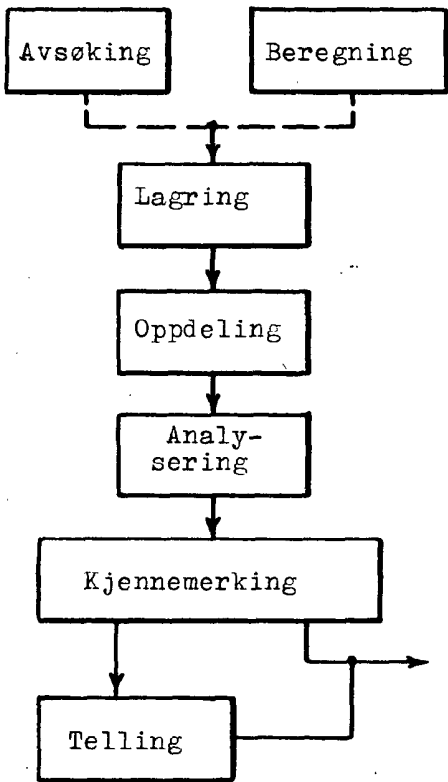 Avsøking
Beregning
Lagring
Oppdeling
Analy-
sering
Kjennemerking
Telling